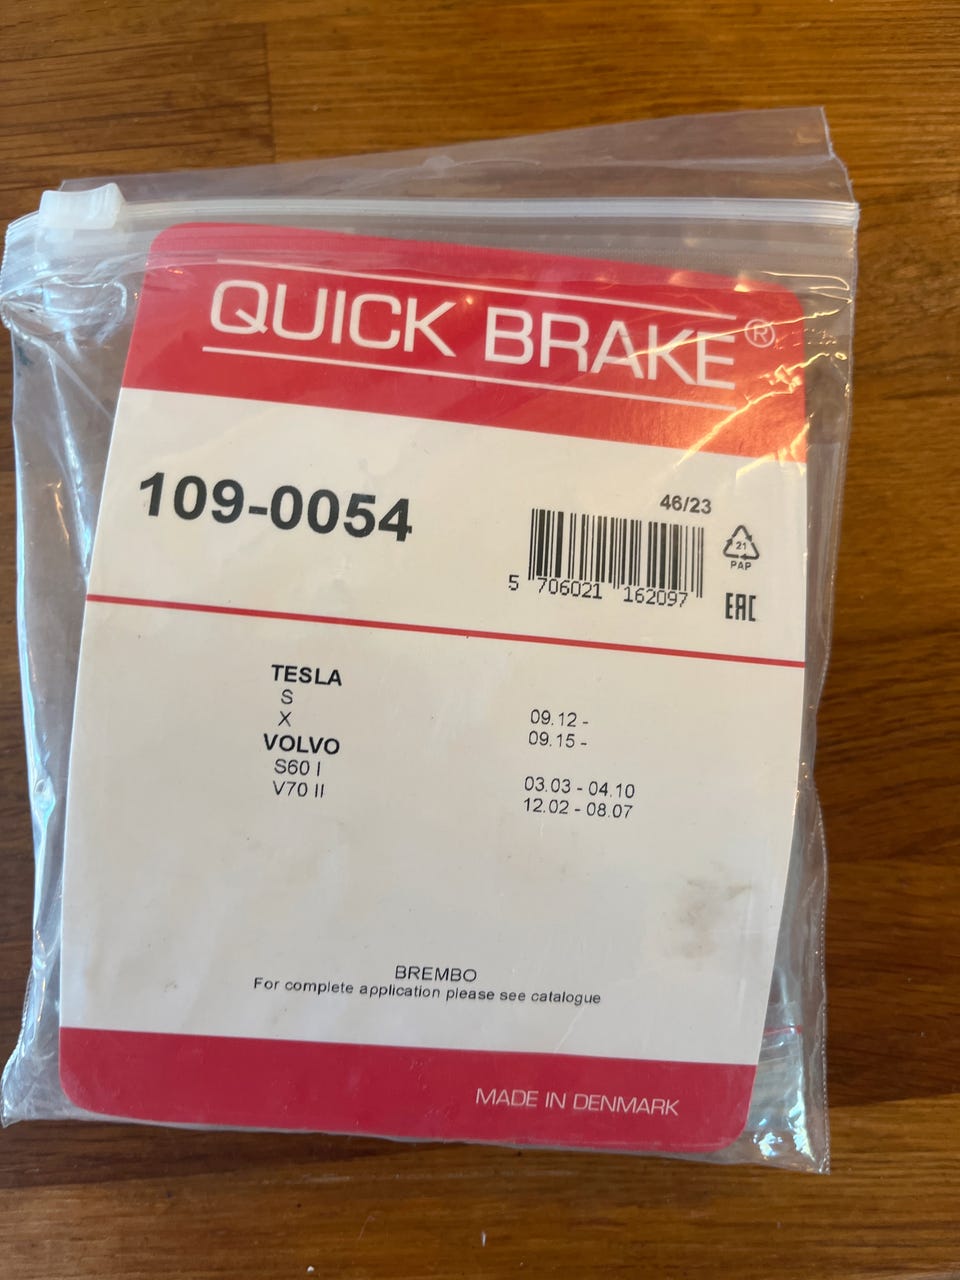 QUICK BRAKE®
109-0054
46/23
5 706021 162097
21
PAP
EAC
TESLA
S 09.12 -
X 09.15 -
VOLVO
S60 I 03.03 - 04.10
V70 II 12.02 - 08.07
BREMBO
For complete application please see catalogue
MADE IN DENMARK